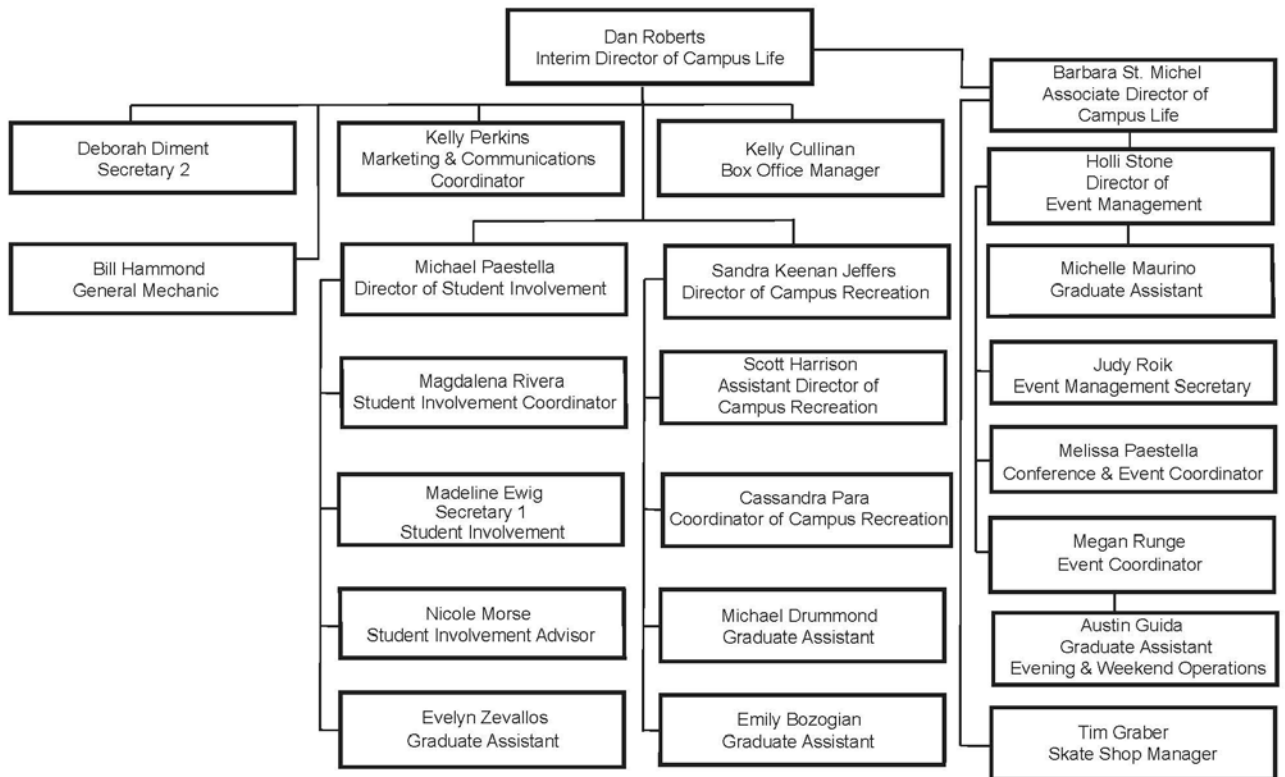 Dan Roberts
Interim Director of Campus Life
Barbara St. Michel
Associate Director of
Campus Life
Deborah Diment
Secretary 2
Kelly Perkins
Marketing & Communications
Coordinator
Kelly Cullinan
Box Office Manager
Holli Stone
Director of
Event Management
Bill Hammond
General Mechanic
Michael Paestella
Director of Student Involvement
Sandra Keenan Jeffers
Director of Campus Recreation
Michelle Maurino
Graduate Assistant
Magdalena Rivera
Student Involvement Coordinator
Scott Harrison
Assistant Director of
Campus Recreation
Judy Roik
Event Management Secretary
Melissa Paestella
Conference & Event Coordinator
Madeline Ewig
Secretary 1
Student Involvement
Cassandra Para
Coordinator of Campus Recreation
Megan Runge
Event Coordinator
Nicole Morse
Student Involvement Advisor
Michael Drummond
Graduate Assistant
Austin Guida
Graduate Assistant
Evening & Weekend Operations
Evelyn Zevallos
Graduate Assistant
Emily Bozogian
Graduate Assistant
Tim Graber
Skate Shop Manager